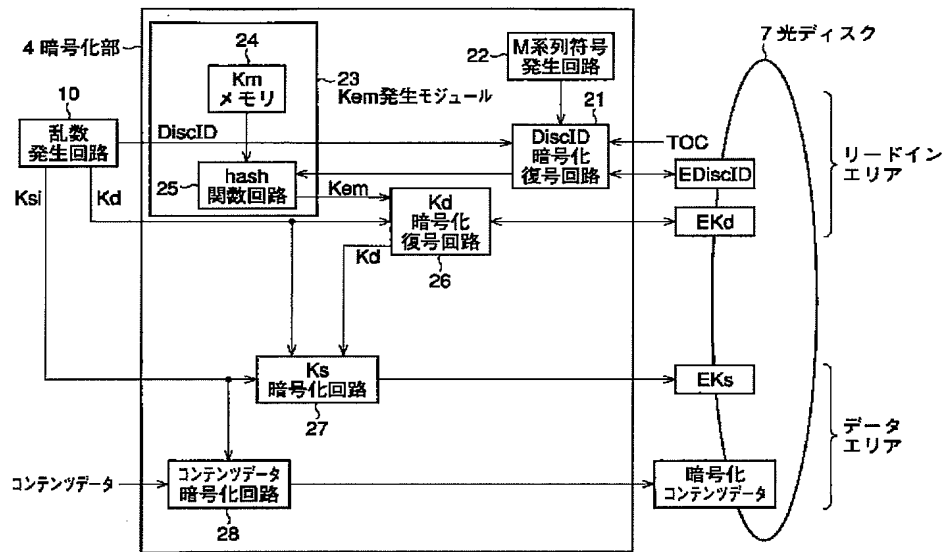 4 暗号化部
24
Km
メモリ
23
Kem発生モジュール
22
M系列符号
発生回路
7 光ディスク
10
乱数
発生回路
DiscID
21
DiscID
暗号化
復号回路
TOC
EDiscID
リードイン
エリア
25
hash
関数回路
Kem
Ksi
Kd
Kd
暗号化
復号回路
26
EKd
Kd
Ks
暗号化回路
27
EKs
データ
エリア
コンテンツデータ
コンテンツデータ
暗号化回路
28
暗号化
コンテンツデータ